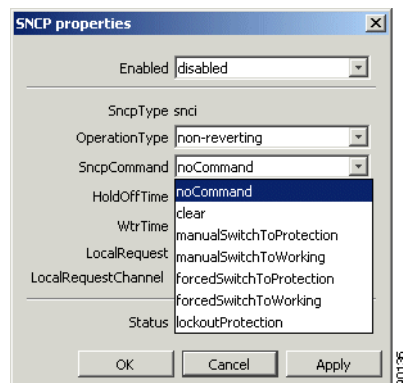 SNCP properties
Enabled disabled
SncpType snci
OperationType non-reverting
SncpCommand noCommand
HoldOffTime noCommand
clear
WtrTime manualSwitchToProtection
LocalRequest manualSwitchToWorking
LocalRequestChannel forcedSwitchToProtection
forcedSwitchToWorking
Status lockoutProtection
OK Cancel Apply